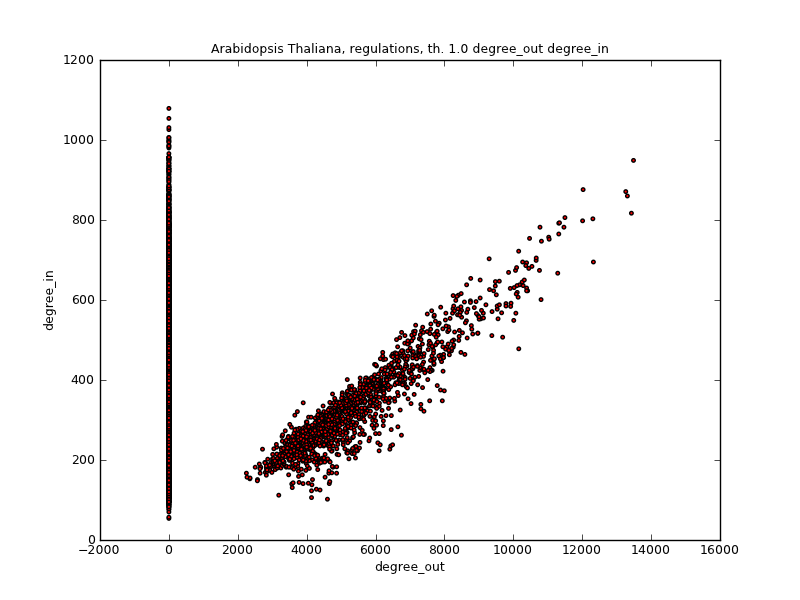 Arabidopsis Thaliana, regulations, th. 1.0 degree_out degree_in
1200
1000
800
600
400
200
0
degree_in
−2000 0 2000 4000 6000 8000 10000 12000 14000 16000
degree_out